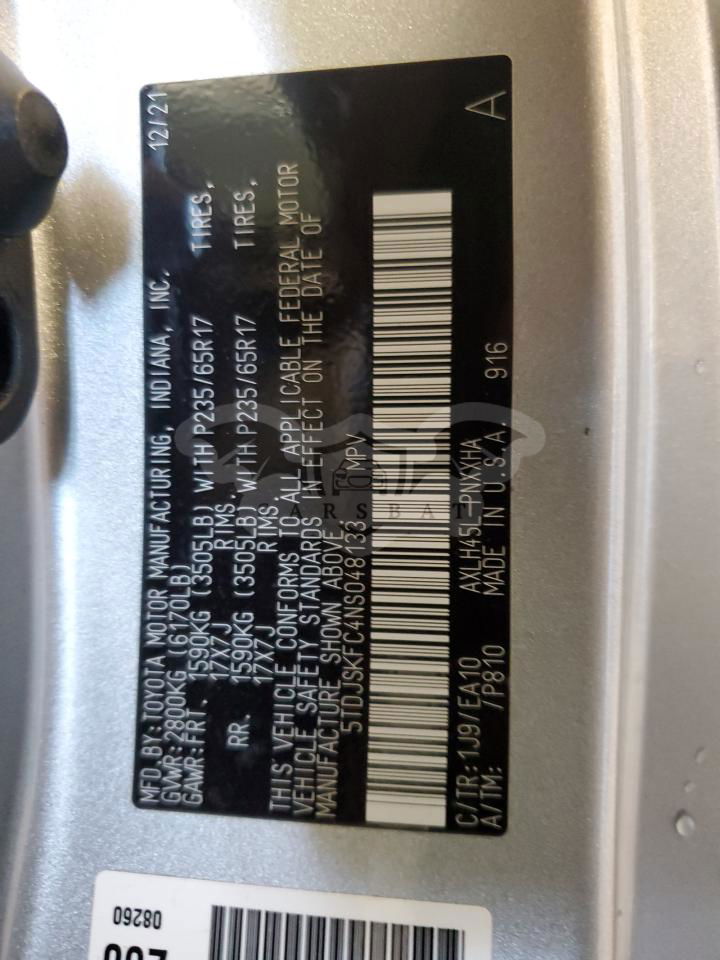 MFD.BY:TOYOTA MOTOR MANUFACTURING, INDIANA, INC. 12/21
GVWR:2800KG (6170LB)
GAWR:FRT. 1590KG (3505LB) WITH P235/65R17 TIRES,
17X7J RIMS.
RR. 1590KG (3505LB) WITH P235/65R17 TIRES,
17X7J RIMS.
THIS VEHICLE CONFORMS TO ALL APPLICABLE FEDERAL MOTOR
VEHICLE SAFETY STANDARDS IN EFFECT ON THE DATE OF
MANUFACTURE SHOWN ABOVE.
5TDJSKFC4NS048133 MPV
C/TR:1J9/EA10 AXLH45L-PNXXHA A
A/TM: /P810 MADE IN U.S.A. 916
ARSBAT
08260